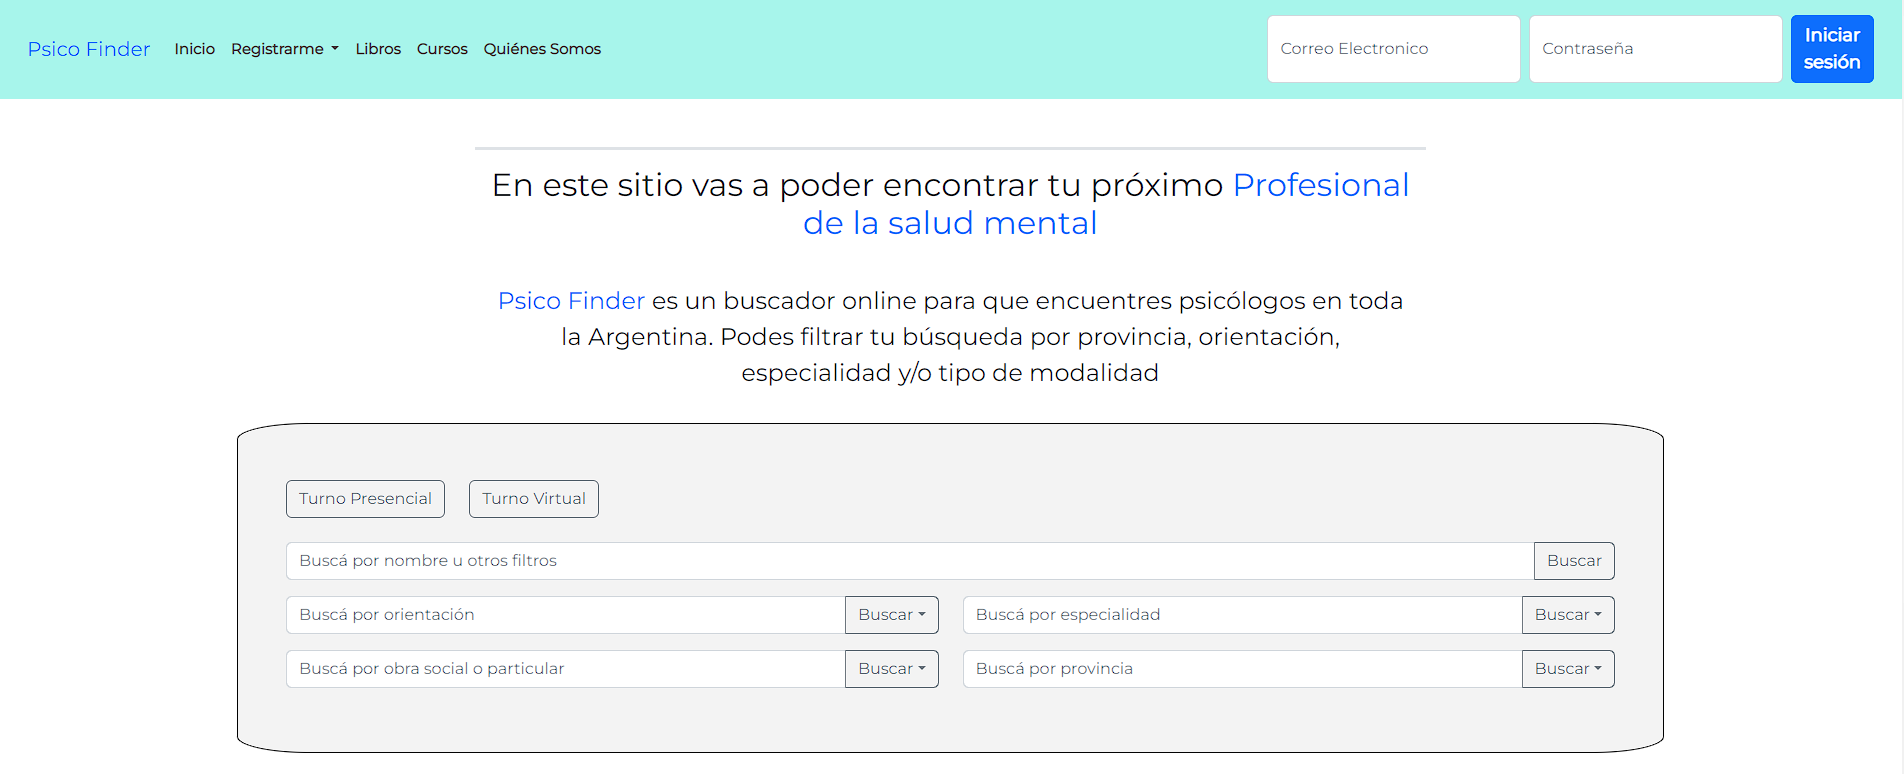 Psico Finder Inicio Registrarme Libros Cursos Quiénes Somos Correo Electronico Contraseña Iniciar sesión
En este sitio vas a poder encontrar tu próximo Profesional
de la salud mental
Psico Finder es un buscador online para que encuentres psicólogos en toda
la Argentina. Podes filtrar tu búsqueda por provincia, orientación,
especialidad y/o tipo de modalidad
Turno Presencial Turno Virtual
Buscá por nombre u otros filtros Buscar
Buscá por orientación Buscar Buscá por especialidad Buscar
Buscá por obra social o particular Buscar Buscá por provincia Buscar